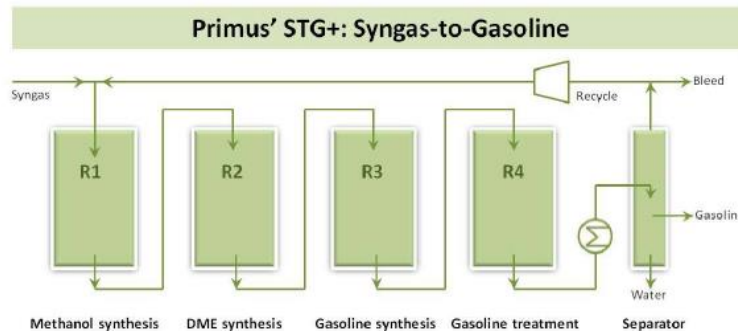 Primus’ STG+: Syngas-to-Gasoline
Syngas
Recycle
Bleed
R1
R2
R3
R4
Gasolin
Water
Methanol synthesis
DME synthesis
Gasoline synthesis
Gasoline treatment
Separator